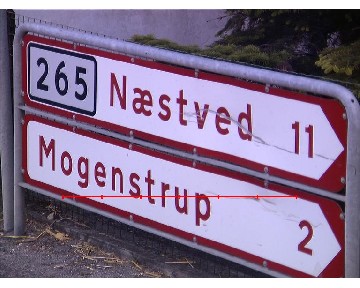 265 Næstved 11
Mogenstrup 2